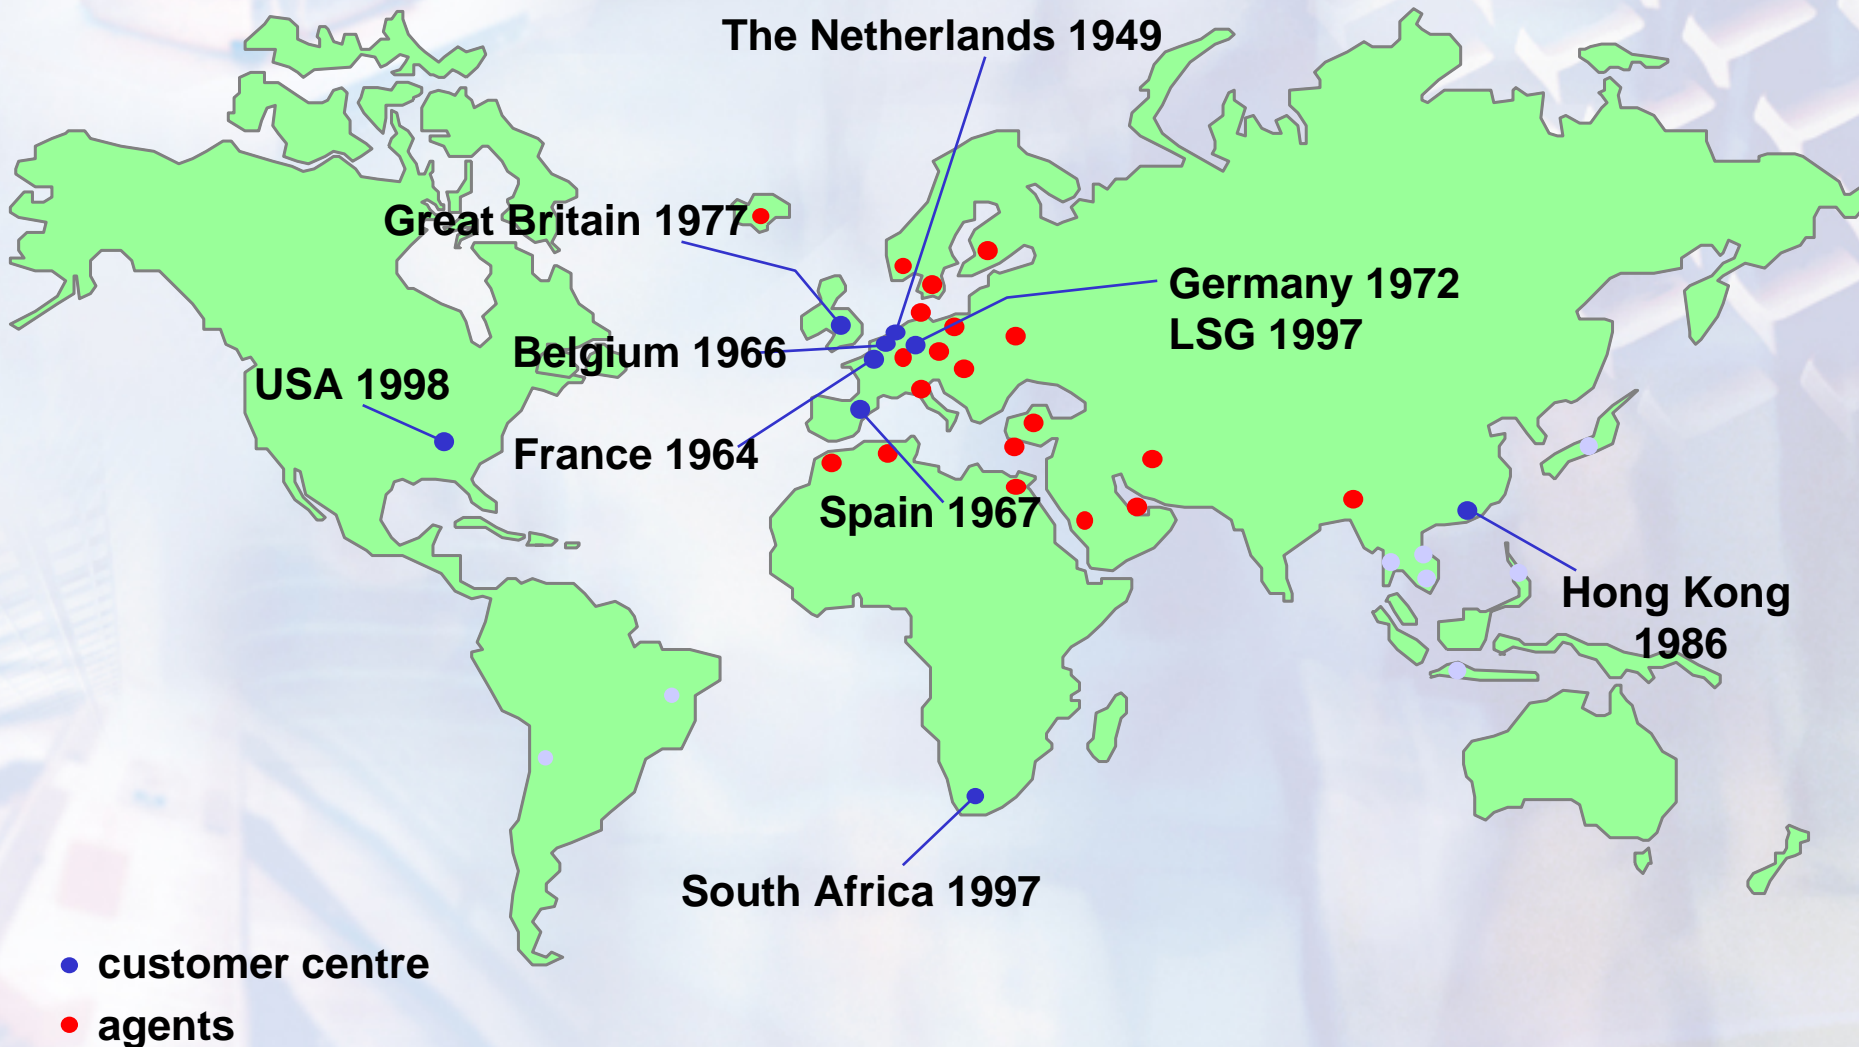 The Netherlands 1949
Great Britain 1977
Germany 1972
LSG 1997
Belgium 1966
USA 1998
France 1964
Spain 1967
Hong Kong
1986
South Africa 1997
customer centre
agents